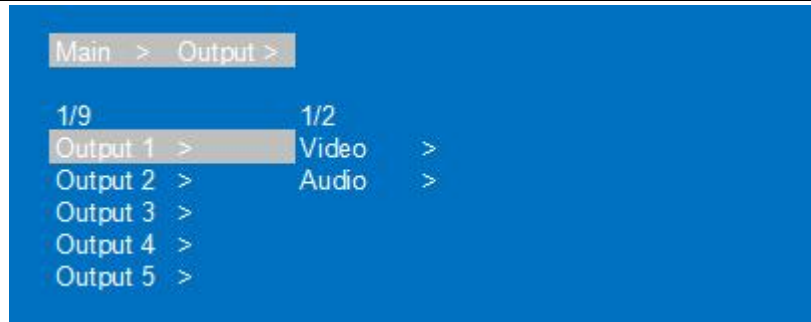 Main > Output >
1/9 1/2
Output 1 > Video >
Output 2 > Audio >
Output 3 >
Output 4 >
Output 5 >